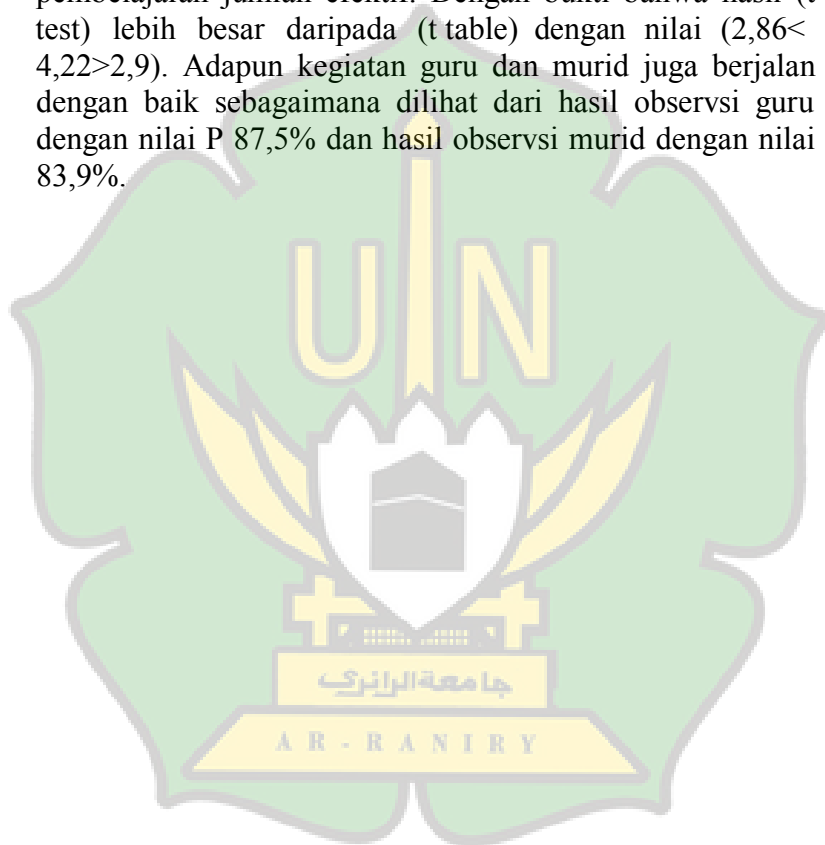 pembelajaran jumlah efektif. Dengan bukti bahwa hasil (t
test) lebih besar daripada (t table) dengan nilai (2,86<
4,22>2,9). Adapun kegiatan guru dan murid juga berjalan
dengan baik sebagaimana dilihat dari hasil observsi guru
dengan nilai P 87,5% dan hasil observsi murid dengan nilai
83,9%.
UIN
جامعة الرانري
AR-RANIRY